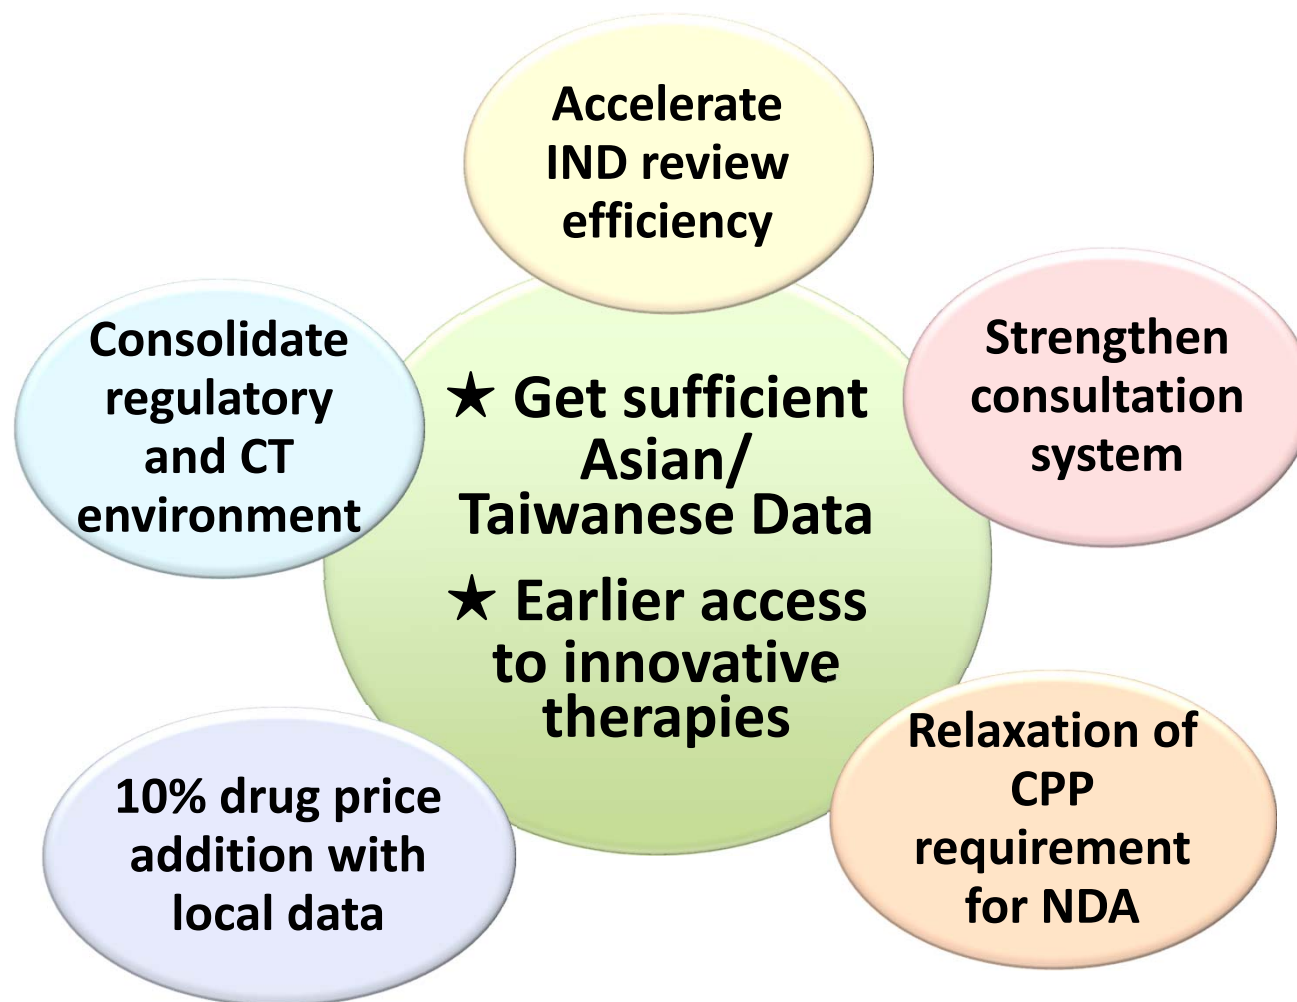 Accelerate
IND review
efficiency
Consolidate
regulatory
and CT
environment
Strengthen
consultation
system
★ Get sufficient
Asian/
Taiwanese Data
★ Earlier access
to innovative
therapies
10% drug price
addition with
local data
Relaxation of
CPP
requirement
for NDA